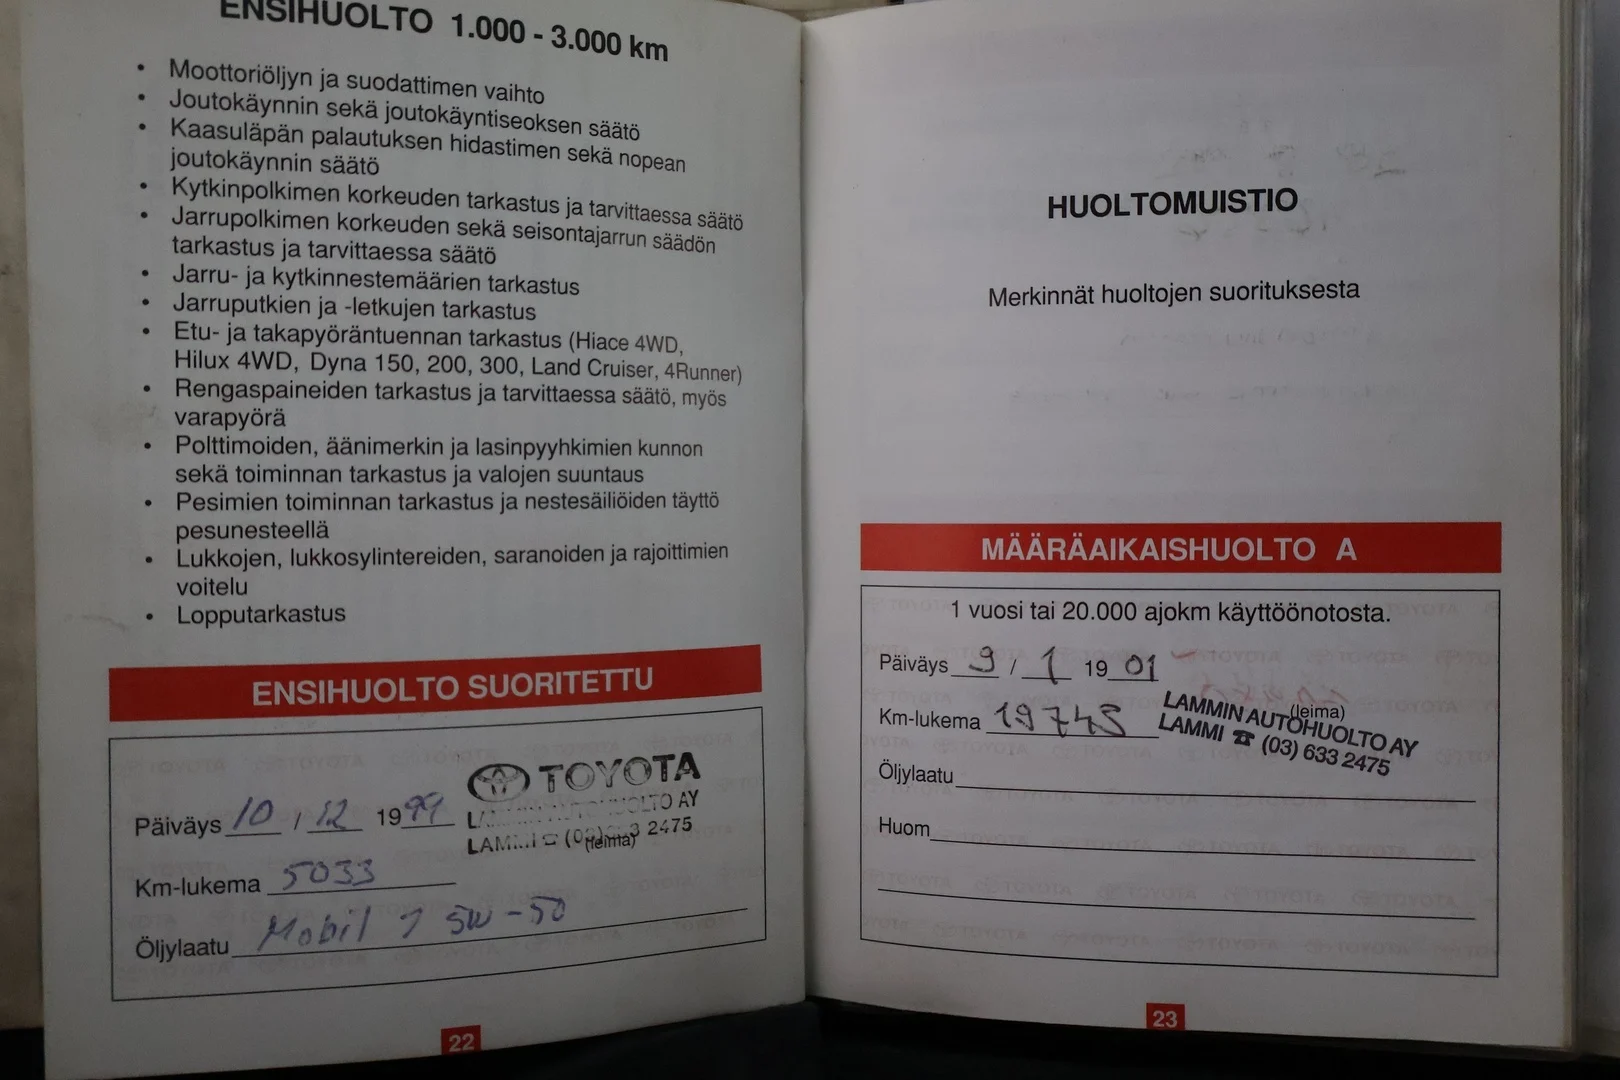 ENSIHUOLTO 1.000 - 3.000 km
• Moottoriöljyn ja suodattimen vaihto
• Joutokäynnin sekä joutokäyntiseoksen säätö
• Kaasuläpän palautuksen hidastimen sekä nopean
joutokäynnin säätö
• Kytkinpolkimen korkeuden tarkastus ja tarvittaessa säätö
• Jarrupolkimen korkeuden sekä seisontajarrun säädön
tarkastus ja tarvittaessa säätö
• Jarru- ja kytkinnestemäärien tarkastus
• Jarruputkien ja -letkujen tarkastus
• Etu- ja takapyöräntuennan tarkastus (Hiace 4WD,
Hilux 4WD, Dyna 150, 200, 300, Land Cruiser, 4Runner)
• Rengaspaineiden tarkastus ja tarvittaessa säätö, myös
varapyörä
• Polttimoiden, äänimerkin ja lasinpyyhkimien kunnon
sekä toiminnan tarkastus ja valojen suuntaus
• Pesimien toiminnan tarkastus ja nestesäiliöiden täyttö
pesunesteellä
• Lukkojen, lukkosylintereiden, saranoiden ja rajoittimien
voitelu
• Lopputarkastus
ENSIHUOLTO SUORITETTU
TOYOTA
AUTOHUOLTO AY
LAMMI ☎ (03) 633 2475
(leima)
Päiväys 10 / 12 1999
Km-lukema 5033
Öljylaatu Mobil 1 5W-50
22
HUOLTOMUISTIO
Merkinnät huoltojen suorituksesta
MÄÄRÄAIKAISHUOLTO A
1 vuosi tai 20.000 ajokm käyttöönotosta.
Päiväys 9 / 1 19 01
(leima)
LAMMIN AUTOHUOLTO AY
LAMMI ☎ (03) 633 2475
Km-lukema 19745
Öljylaatu
Huom
23